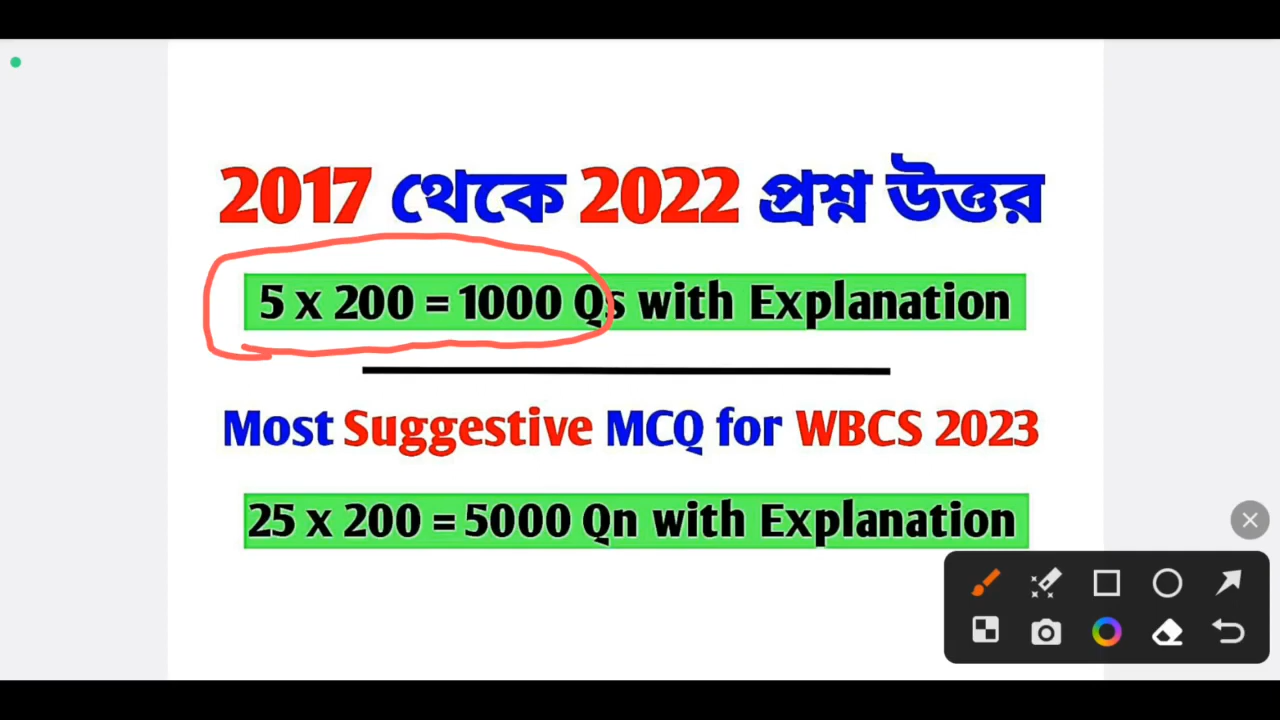 2017 থেকে 2022 প্রশ্ন উত্তর
5 x 200 = 1000 Qs with Explanation
Most Suggestive MCQ for WBCS 2023
25 x 200 = 5000 Qn with Explanation